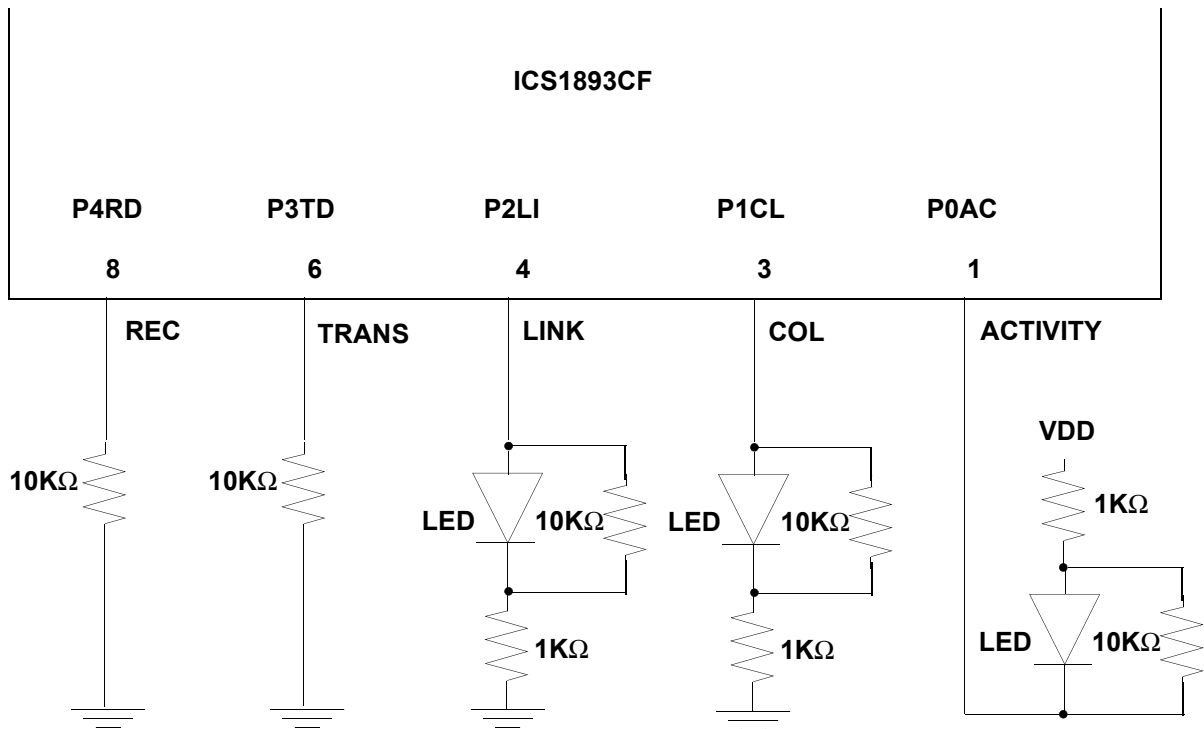 ICS1893CF
P4RD P3TD P2LI P1CL P0AC
8 6 4 3 1
REC TRANS LINK COL ACTIVITY
VDD
10KΩ 10KΩ 1KΩ
LED 10KΩ LED 10KΩ
1KΩ 1KΩ LED 10KΩ